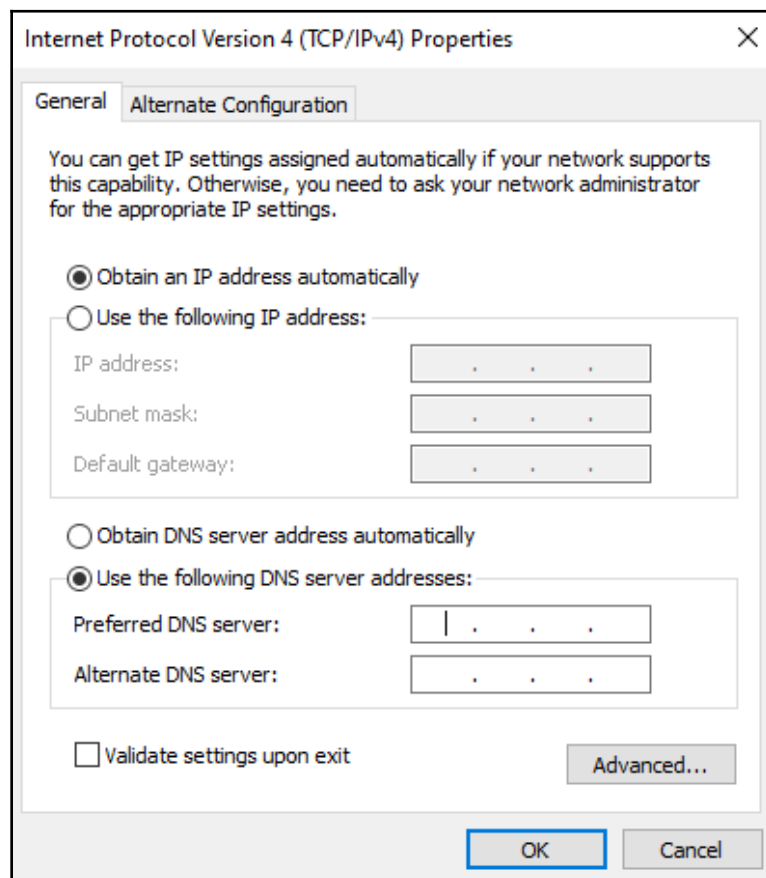 Internet Protocol Version 4 (TCP/IPv4) Properties
General
Alternate Configuration
You can get IP settings assigned automatically if your network supports
this capability. Otherwise, you need to ask your network administrator
for the appropriate IP settings.
Obtain an IP address automatically
Use the following IP address:
IP address:
. . .
Subnet mask:
. . .
Default gateway:
. . .
Obtain DNS server address automatically
Use the following DNS server addresses:
Preferred DNS server:
. . .
Alternate DNS server:
. . .
Validate settings upon exit
Advanced...
OK
Cancel